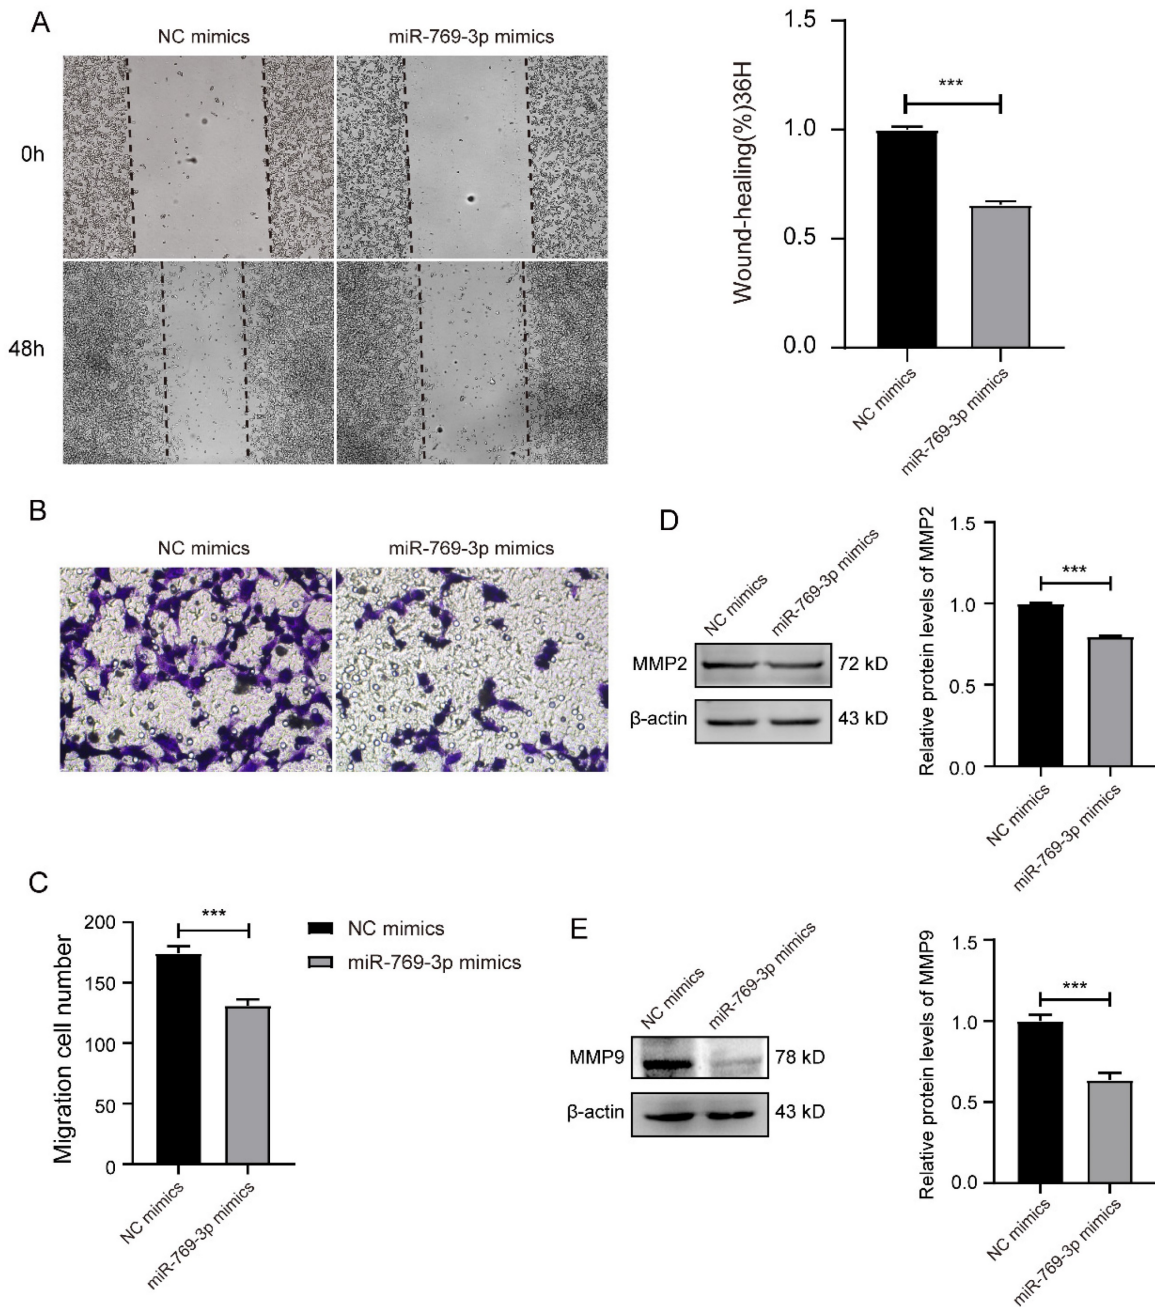 A
NC mimics
miR-769-3p mimics
0h
48h
Wound-healing(%)36H
1.5
1.0
0.5
0.0
***
NC mimics
miR-769-3p mimics
B
NC mimics
miR-769-3p mimics
D
NC mimics
miR-769-3p mimics
MMP2
72 kD
β-actin
43 kD
Relative protein levels of MMP2
1.5
1.0
0.5
0.0
***
NC mimics
miR-769-3p mimics
C
Migration cell number
200
150
100
50
0
***
NC mimics
miR-769-3p mimics
NC mimics
miR-769-3p mimics
E
NC mimics
miR-769-3p mimics
MMP9
78 kD
β-actin
43 kD
Relative protein levels of MMP9
1.5
1.0
0.5
0.0
***
NC mimics
miR-769-3p mimics